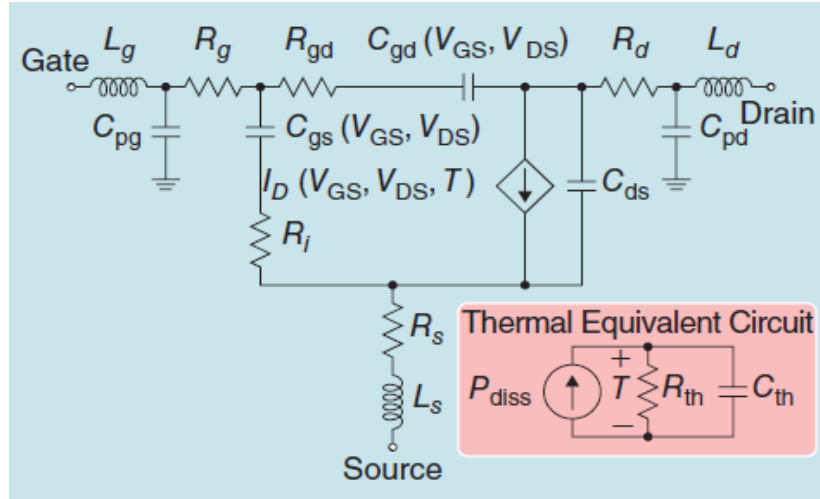 L_g R_g R_gd C_gd (V_GS, V_DS) R_d L_d
Gate
Drain
C_pg C_gs (V_GS, V_DS) C_pd
I_D (V_GS, V_DS, T) C_ds
R_i
R_s
Thermal Equivalent Circuit
L_s P_diss + T − R_th C_th
Source